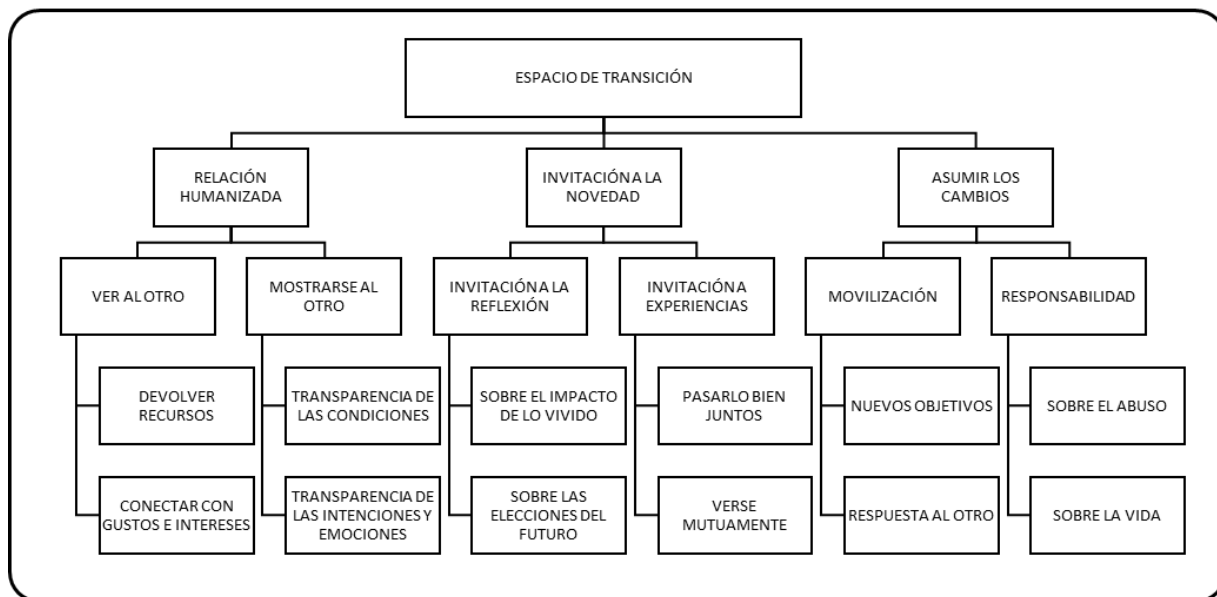 ESPACIO DE TRANSICIÓN
RELACIÓN
HUMANIZADA
INVITACIÓNA LA
NOVEDAD
ASUMIR LOS
CAMBIOS
VER AL OTRO
MOSTRARSE AL
OTRO
INVITACIÓNA LA
REFLEXIÓN
INVITACIÓNA
EXPERIENCIAS
MOVILIZACIÓN
RESPONSABILIDAD
DEVOLVER
RECURSOS
TRANSPARENCIA DE
LAS CONDICIONES
SOBRE EL IMPACTO
DE LO VIVIDO
PASARLO BIEN
JUNTOS
NUEVOS OBJETIVOS
SOBRE EL ABUSO
CONECTAR CON
GUSTOS E INTERESES
TRANSPARENCIA DE
LAS INTENCIONES Y
EMOCIONES
SOBRE LAS
ELECCIONES DEL
FUTURO
VERSE
MUTUAMENTE
RESPUESTA AL OTRO
SOBRE LA VIDA